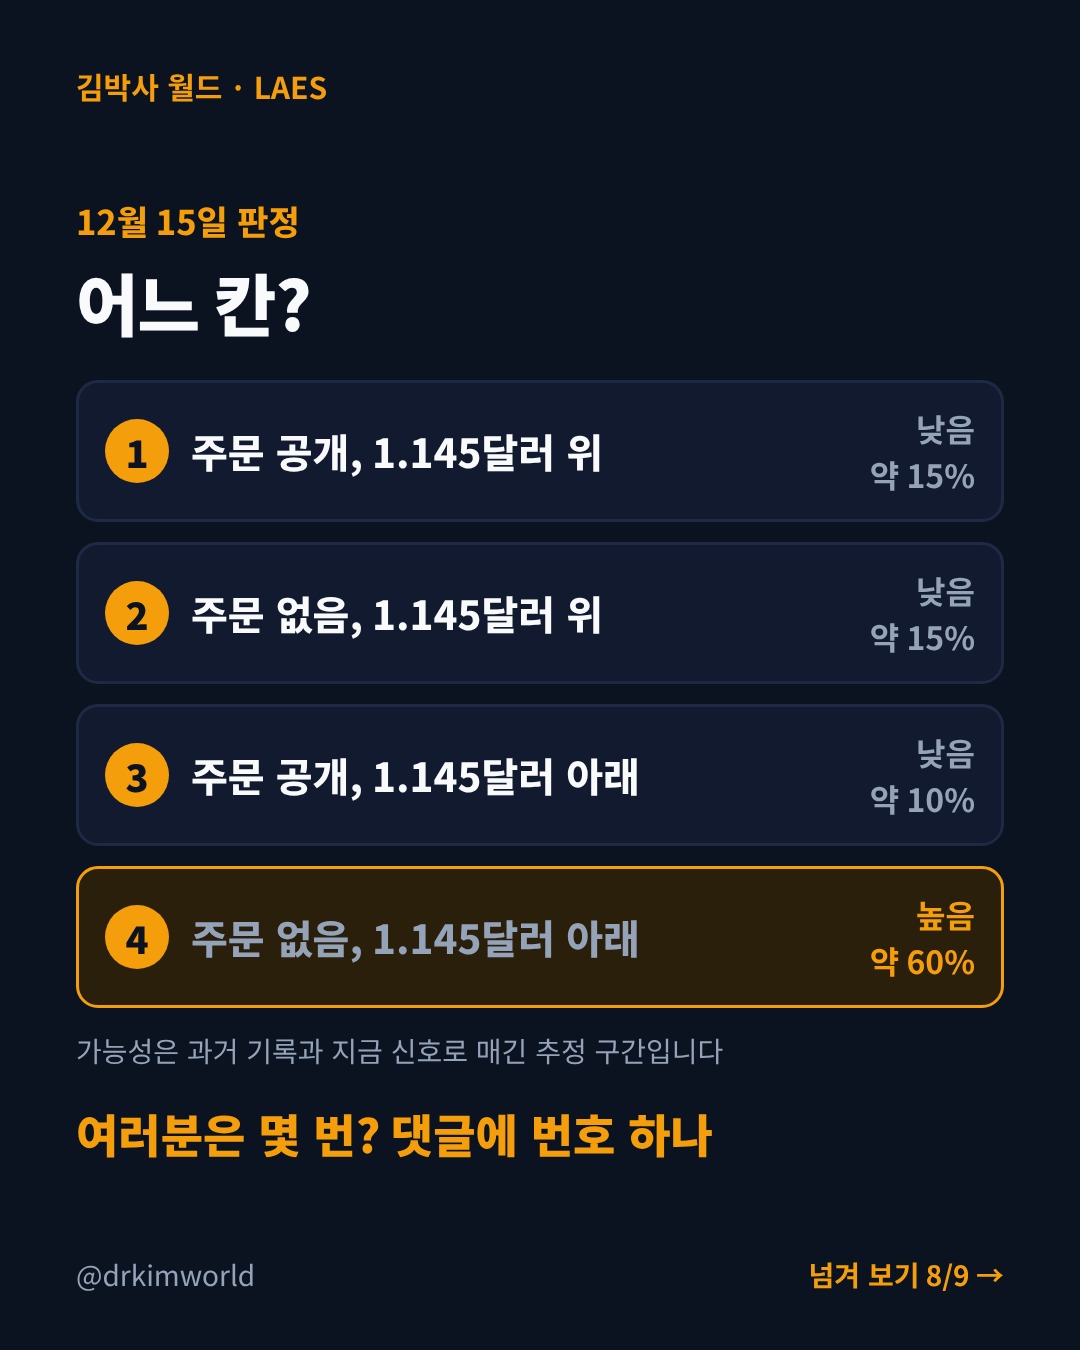 김박사 월드 · LAES
12월 15일 판정
어느 칸?
1 주문 공개, 1.145달러 위
낮음
약 15%
2 주문 없음, 1.145달러 위
낮음
약 15%
3 주문 공개, 1.145달러 아래
낮음
약 10%
4 주문 없음, 1.145달러 아래
높음
약 60%
가능성은 과거 기록과 지금 신호로 매긴 추정 구간입니다
여러분은 몇 번? 댓글에 번호 하나
@drkimworld
넘겨 보기 8/9 →